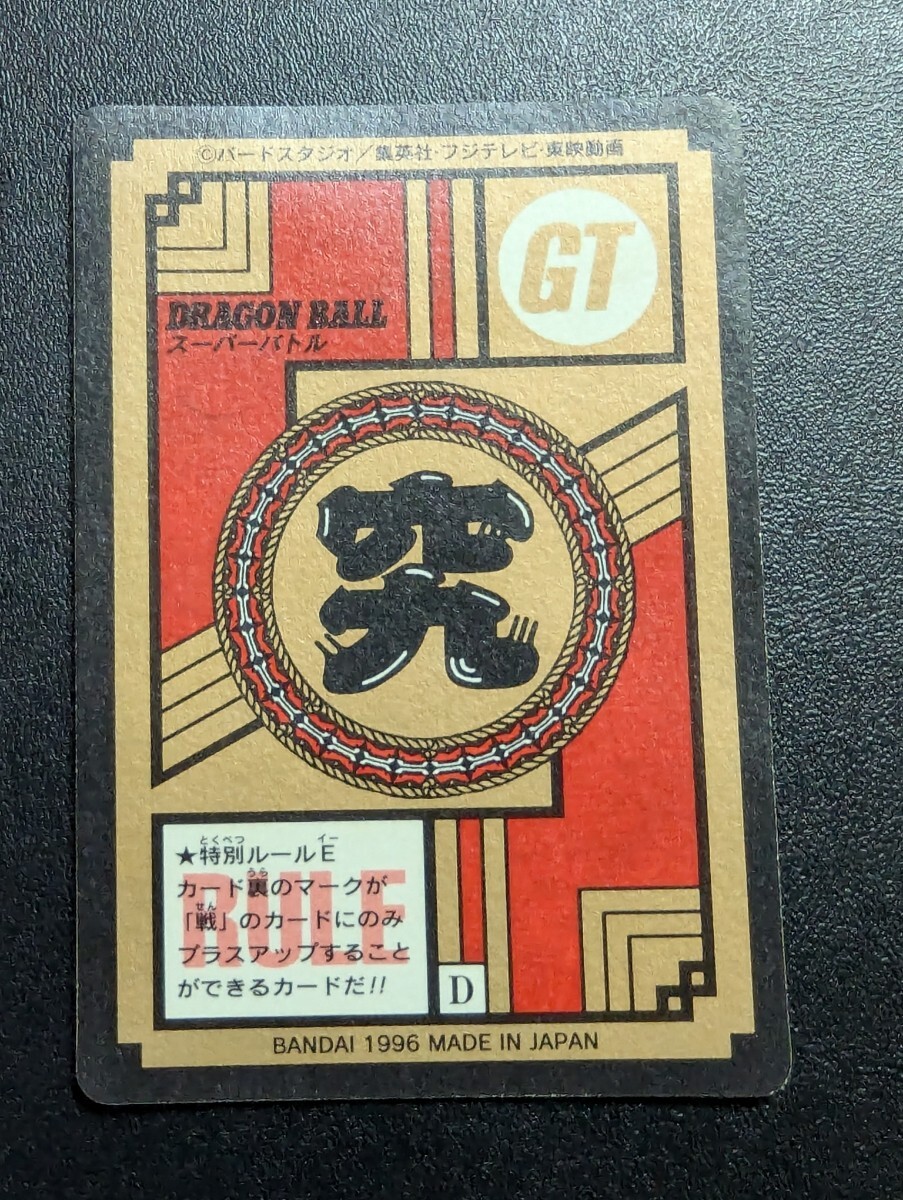 ©バードスタジオ／集英社・フジテレビ・東映動画
GT
DRAGON BALL
スーパーバトル
究
とくべつ イー
★特別ルールE
うら
カード裏のマークが
せん
「戦」のカードにのみ
プラスアップすること
ができるカードだ!!
RULE
D
BANDAI 1996 MADE IN JAPAN